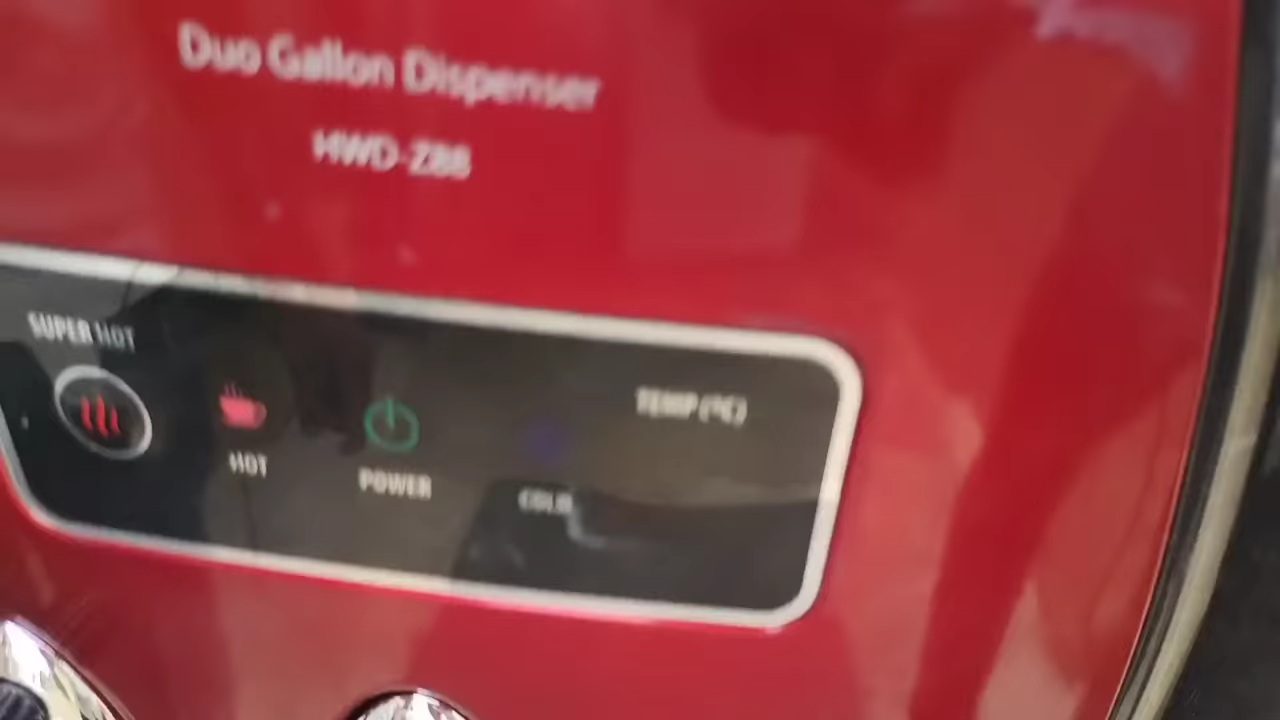 Duo Gallon Dispenser
HWD-Z88
SUPER HOT
TEMP (°C)
HOT
POWER
COLD